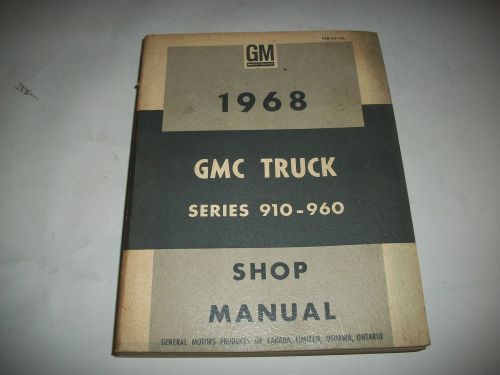 GM
1968
GMC TRUCK
SERIES 910-960
SHOP
MANUAL
GENERAL MOTORS PRODUCTS OF CANADA, LIMITED, OSHAWA, ONTARIO